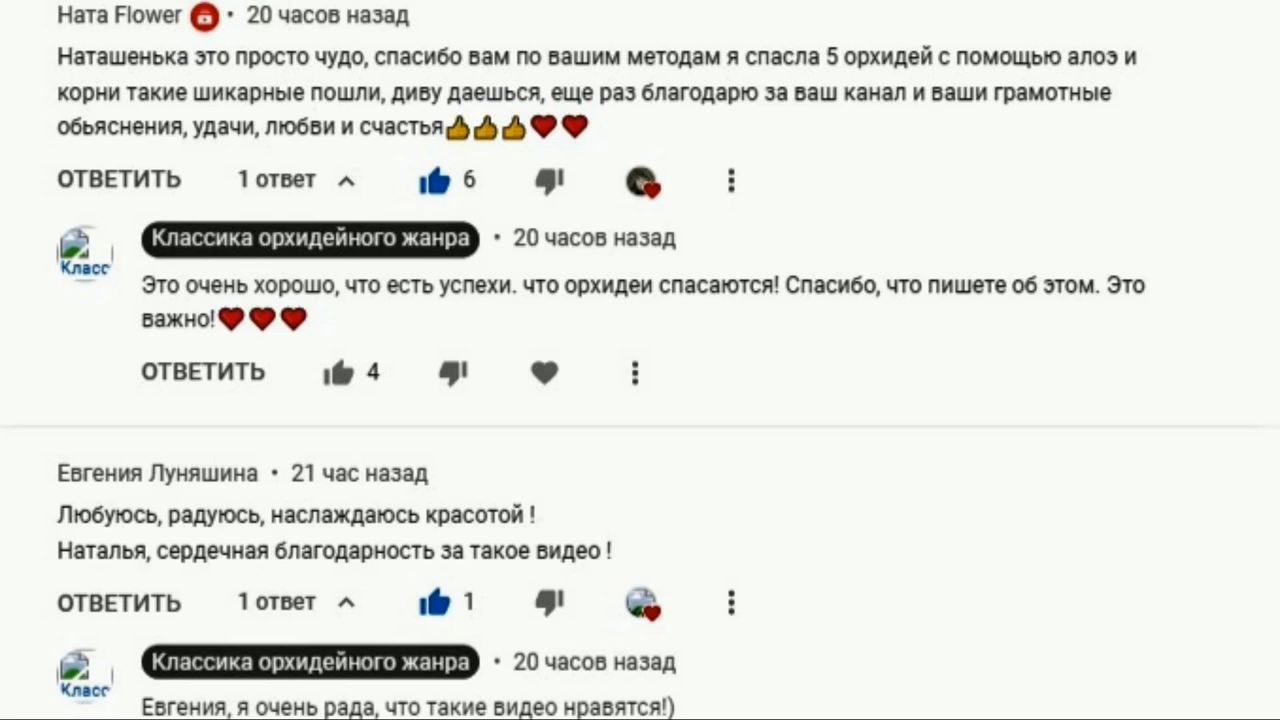 Ната Flower • 20 часов назад
Наташенька это просто чудо, спасибо вам по вашим методам я спасла 5 орхидей с помощью алоэ и
корни такие шикарные пошли, диву даешься, еще раз благодарю за ваш канал и ваши грамотные
обьяснения, удачи, любви и счастья👍👍👍❤❤
ОТВЕТИТЬ 1 ответ 6
Класс
Классика орхидейного жанра • 20 часов назад
Это очень хорошо, что есть успехи. что орхидеи спасаются! Спасибо, что пишете об этом. Это
важно!❤❤❤
ОТВЕТИТЬ 4
Евгения Луняшина • 21 час назад
Любуюсь, радуюсь, наслаждаюсь красотой !
Наталья, сердечная благодарность за такое видео !
ОТВЕТИТЬ 1 ответ 1
Класс
Классика орхидейного жанра • 20 часов назад
Евгения, я очень рада, что такие видео нравятся!)